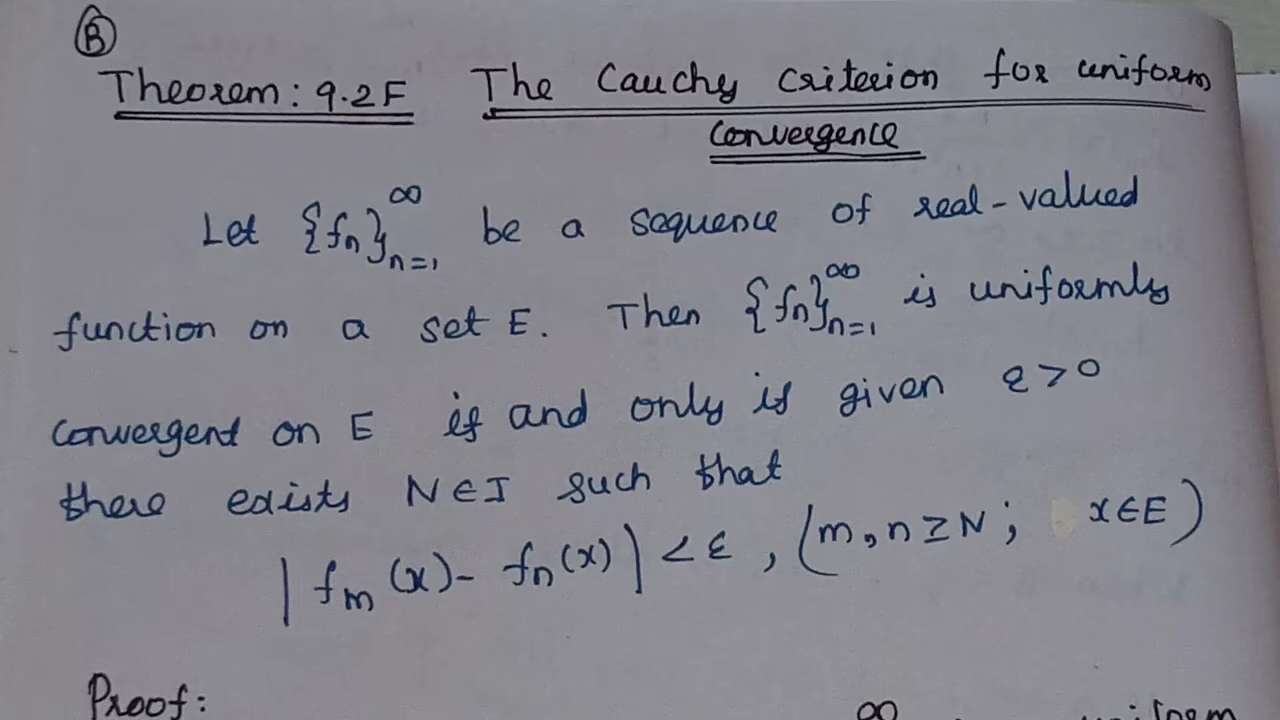 B
Theorem: 9.2F The Cauchy Criterion for uniform
Convergence
Let {fn}∞n=1 be a sequence of real-valued
function on a set E. Then {fn}∞n=1 is uniformly
convergent on E if and only if given ε>0
there exists N∈I such that
|fm(x)- fn(x)| <ε, (m,n≥N; x∈E)
Proof: ∞